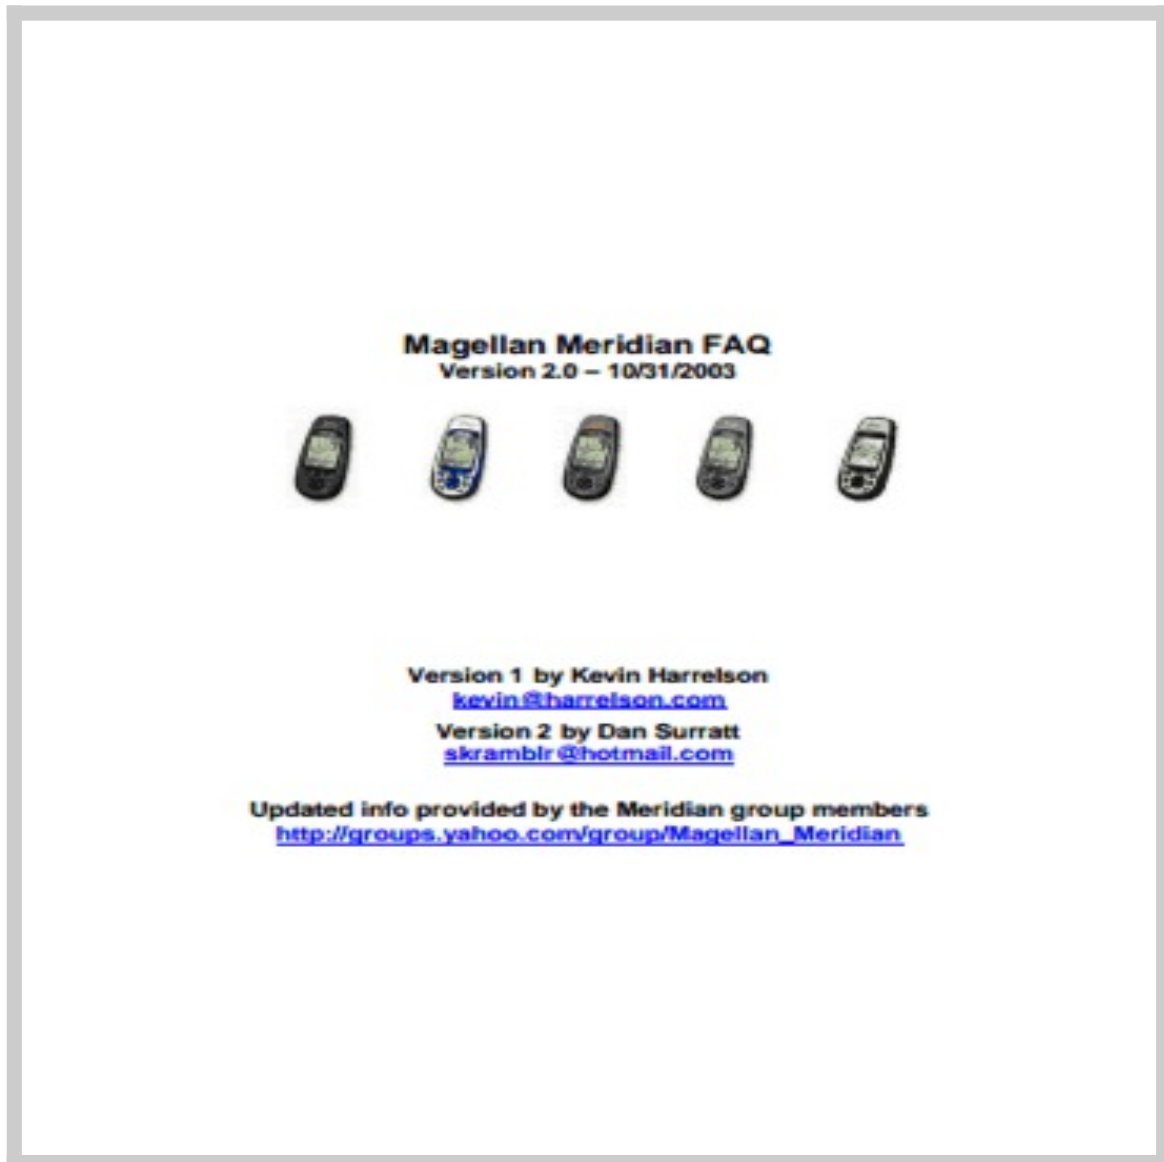 Magellan Meridian FAQ
Version 2.0 – 10/31/2003
Version 1 by Kevin Harrelson
kevin@harrelson.com
Version 2 by Dan Surratt
skramblr@hotmail.com
Updated info provided by the Meridian group members
http://groups.yahoo.com/group/Magellan_Meridian